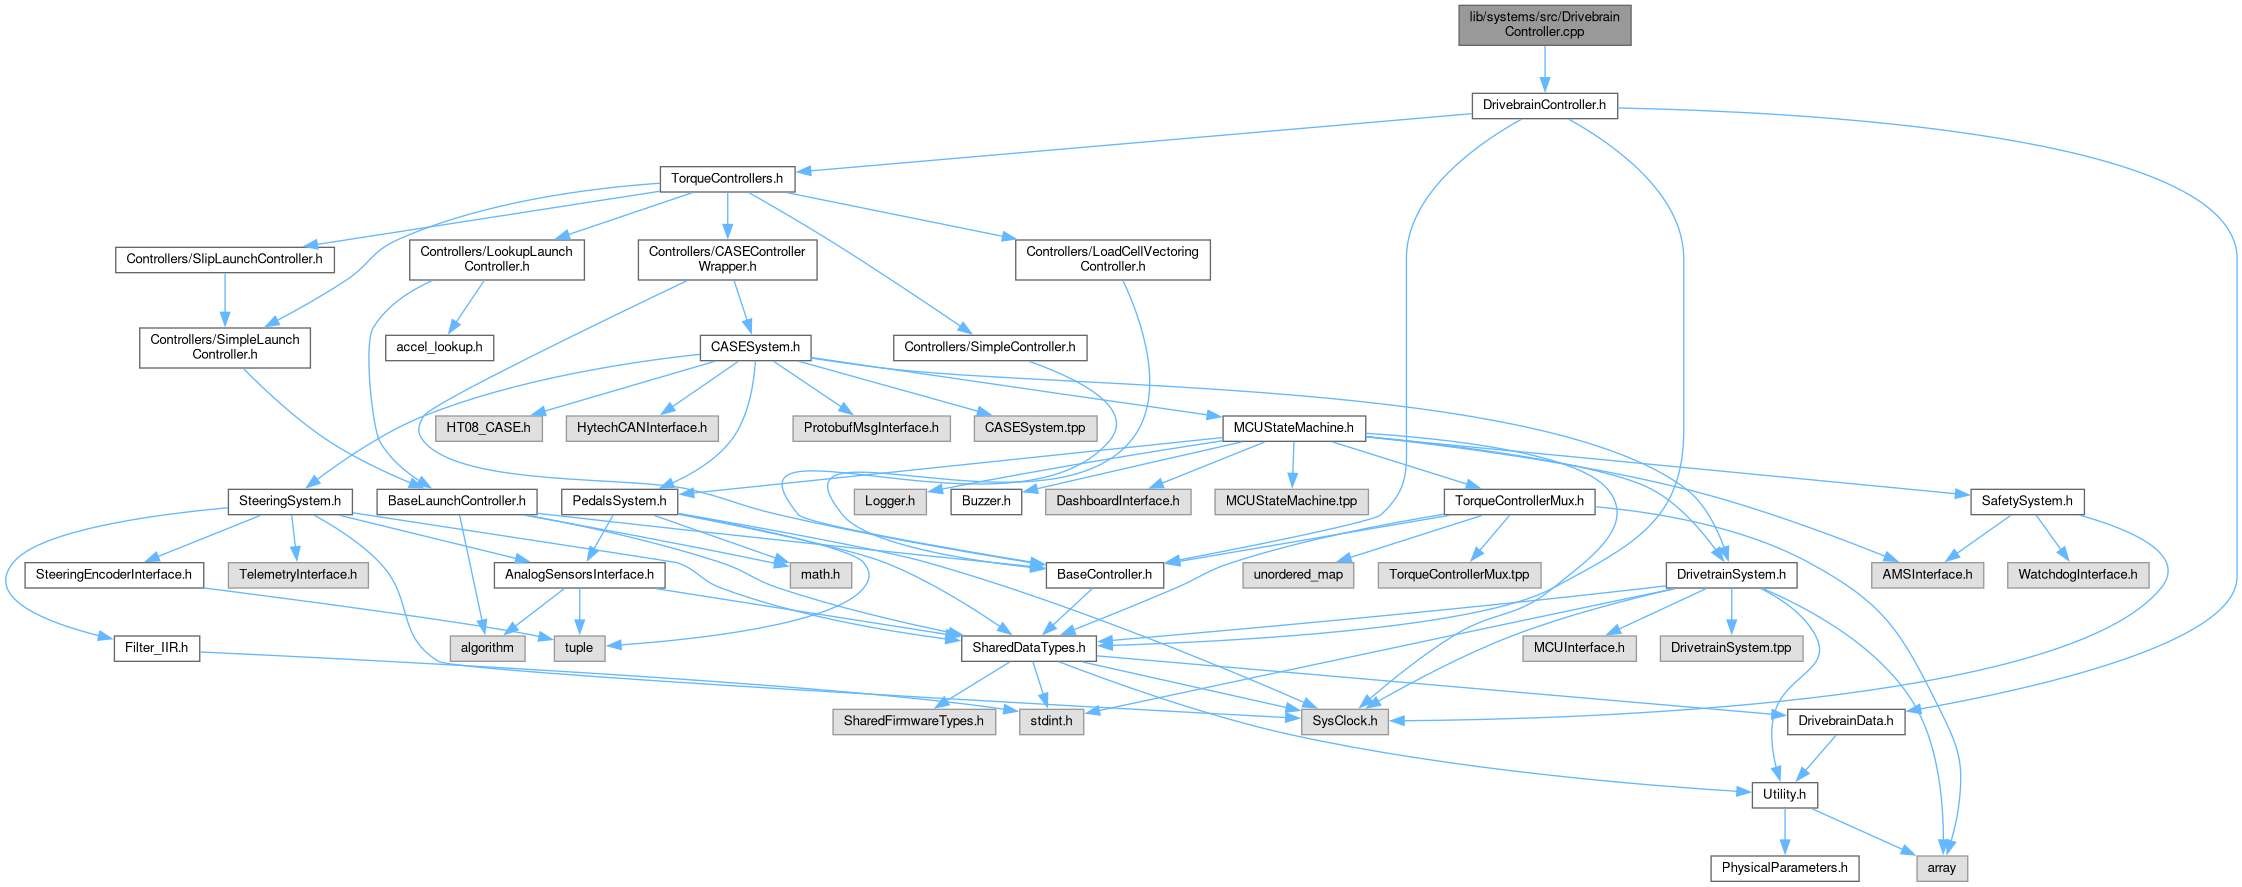 lib/systems/src/Drivebrain
Controller.cpp
DrivebrainController.h
TorqueControllers.h
Controllers/SlipLaunchController.h
Controllers/LookupLaunch
Controller.h
Controllers/CASEController
Wrapper.h
Controllers/LoadCellVectoring
Controller.h
Controllers/SimpleLaunch
Controller.h
accel_lookup.h
CASESystem.h
Controllers/SimpleController.h
HT08_CASE.h
HytechCANInterface.h
ProtobufMsgInterface.h
CASESystem.tpp
MCUStateMachine.h
SteeringSystem.h
BaseLaunchController.h
PedalsSystem.h
Logger.h
Buzzer.h
DashboardInterface.h
MCUStateMachine.tpp
TorqueControllerMux.h
SafetySystem.h
SteeringEncoderInterface.h
TelemetryInterface.h
AnalogSensorsInterface.h
math.h
BaseController.h
unordered_map
TorqueControllerMux.tpp
DrivetrainSystem.h
AMSInterface.h
WatchdogInterface.h
Filter_IIR.h
algorithm
tuple
SharedDataTypes.h
MCUInterface.h
DrivetrainSystem.tpp
SharedFirmwareTypes.h
stdint.h
SysClock.h
DrivebrainData.h
Utility.h
PhysicalParameters.h
array